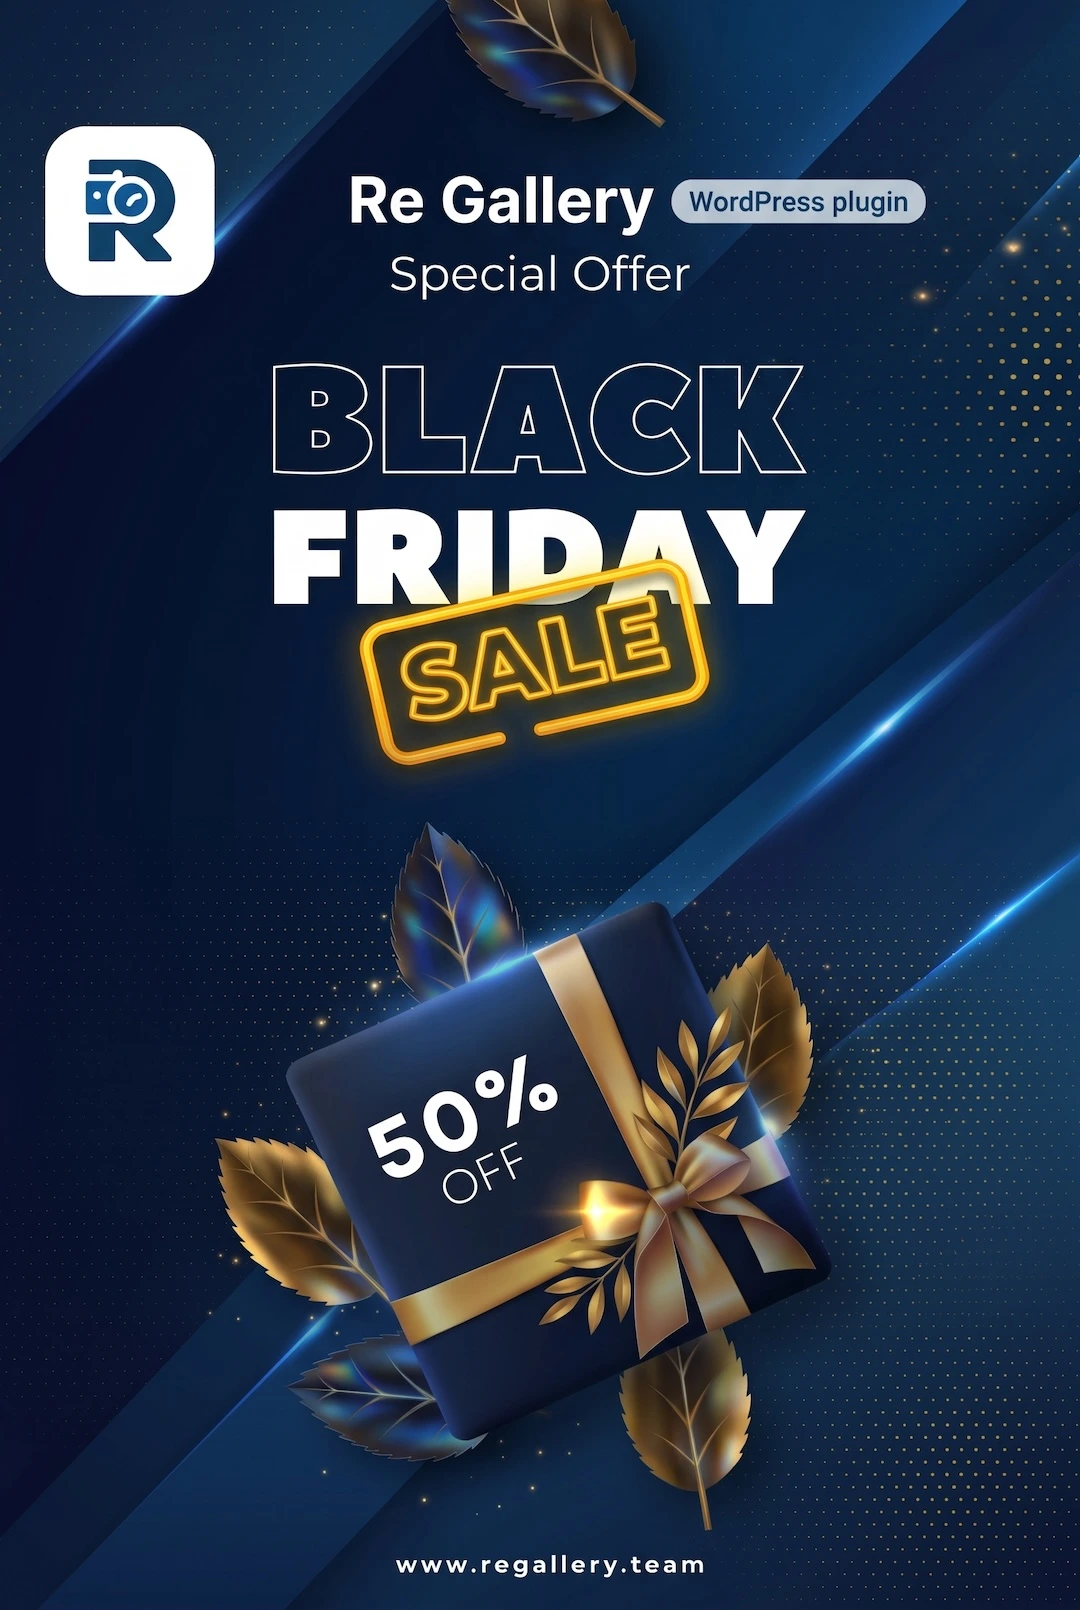 Re Gallery WordPress plugin
Special Offer
BLACK
FRIDAY
SALE
50%
OFF
www.regallery.team